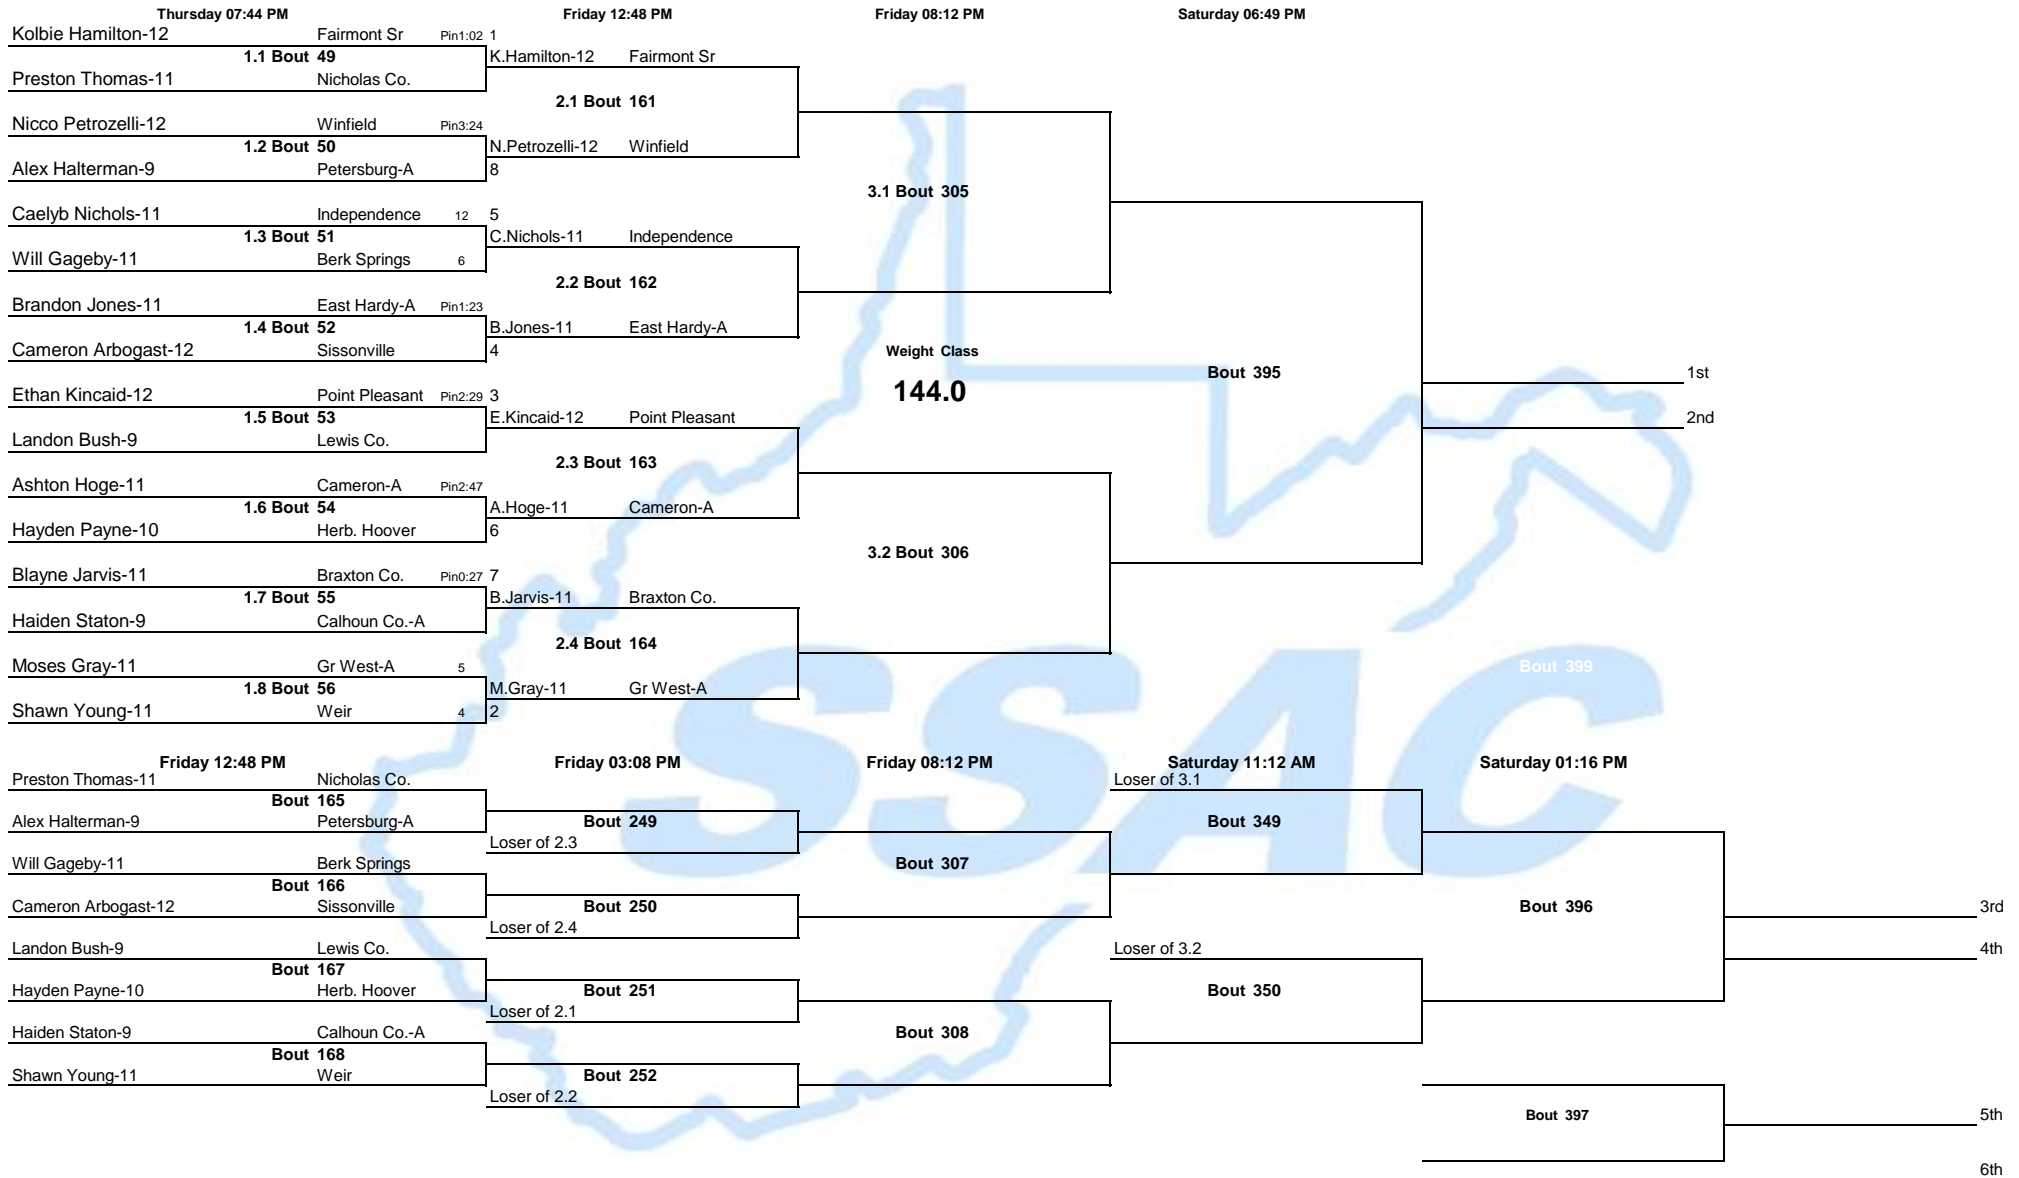 Thursday 07:44 PM Friday 12:48 PM Friday 08:12 PM Saturday 06:49 PM
Kolbie Hamilton-12 Fairmont Sr Pin1:02 1
1.1 Bout 49 K.Hamilton-12 Fairmont Sr
Preston Thomas-11 Nicholas Co.
2.1 Bout 161
Nicco Petrozelli-12 Winfield Pin3:24
1.2 Bout 50 N.Petrozelli-12 Winfield
Alex Halterman-9 Petersburg-A 8
3.1 Bout 305
Caelyb Nichols-11 Independence 12 5
1.3 Bout 51 C.Nichols-11 Independence
Will Gageby-11 Berk Springs 6
2.2 Bout 162
Brandon Jones-11 East Hardy-A Pin1:23
1.4 Bout 52 B.Jones-11 East Hardy-A
Cameron Arbogast-12 Sissonville 4 Weight Class
Bout 395 1st
Ethan Kincaid-12 Point Pleasant Pin2:29 3 144.0
1.5 Bout 53 E.Kincaid-12 Point Pleasant 2nd
Landon Bush-9 Lewis Co.
2.3 Bout 163
Ashton Hoge-11 Cameron-A Pin2:47
1.6 Bout 54 A.Hoge-11 Cameron-A
Hayden Payne-10 Herb. Hoover 6
3.2 Bout 306
Blayne Jarvis-11 Braxton Co. Pin0:27 7
1.7 Bout 55 B.Jarvis-11 Braxton Co.
Haiden Staton-9 Calhoun Co.-A
2.4 Bout 164
Moses Gray-11 Gr West-A 5 Bout 399
1.8 Bout 56 M.Gray-11 Gr West-A
Shawn Young-11 Weir 4 2
SSAC
Friday 12:48 PM Friday 03:08 PM Friday 08:12 PM Saturday 11:12 AM Saturday 01:16 PM
Preston Thomas-11 Nicholas Co. Loser of 3.1
Bout 165
Alex Halterman-9 Petersburg-A Bout 249 Bout 349
Loser of 2.3
Will Gageby-11 Berk Springs Bout 307
Bout 166
Cameron Arbogast-12 Sissonville Bout 250 Bout 396 3rd
Loser of 2.4
Landon Bush-9 Lewis Co. Loser of 3.2 4th
Bout 167
Hayden Payne-10 Herb. Hoover Bout 251 Bout 350
Loser of 2.1
Haiden Staton-9 Calhoun Co.-A Bout 308
Bout 168
Shawn Young-11 Weir Bout 252
Loser of 2.2
Bout 397 5th
6th